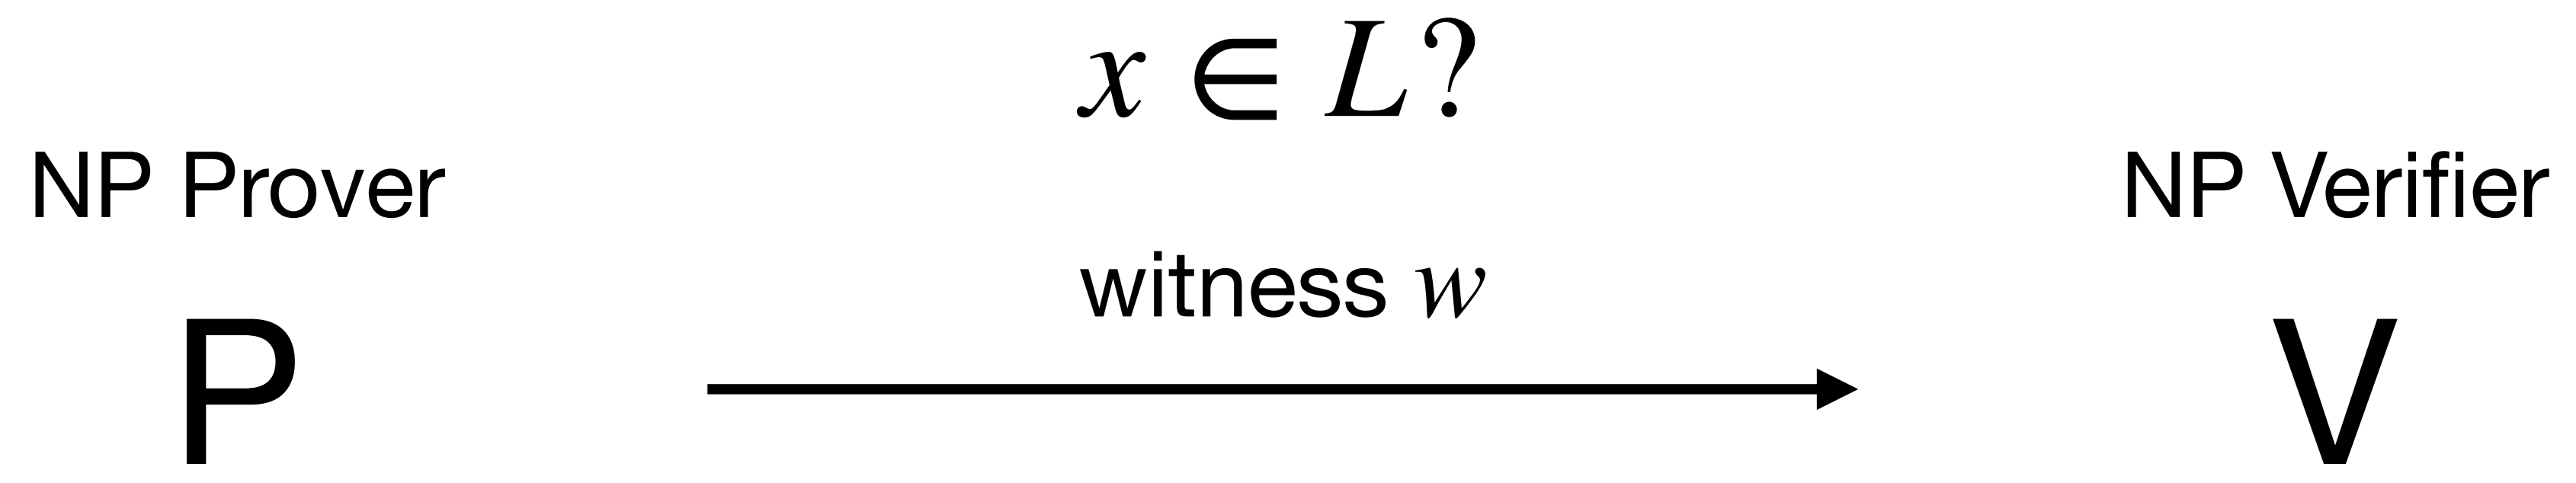 x ∈ L?
NP Prover
NP Verifier
witness w
P
V